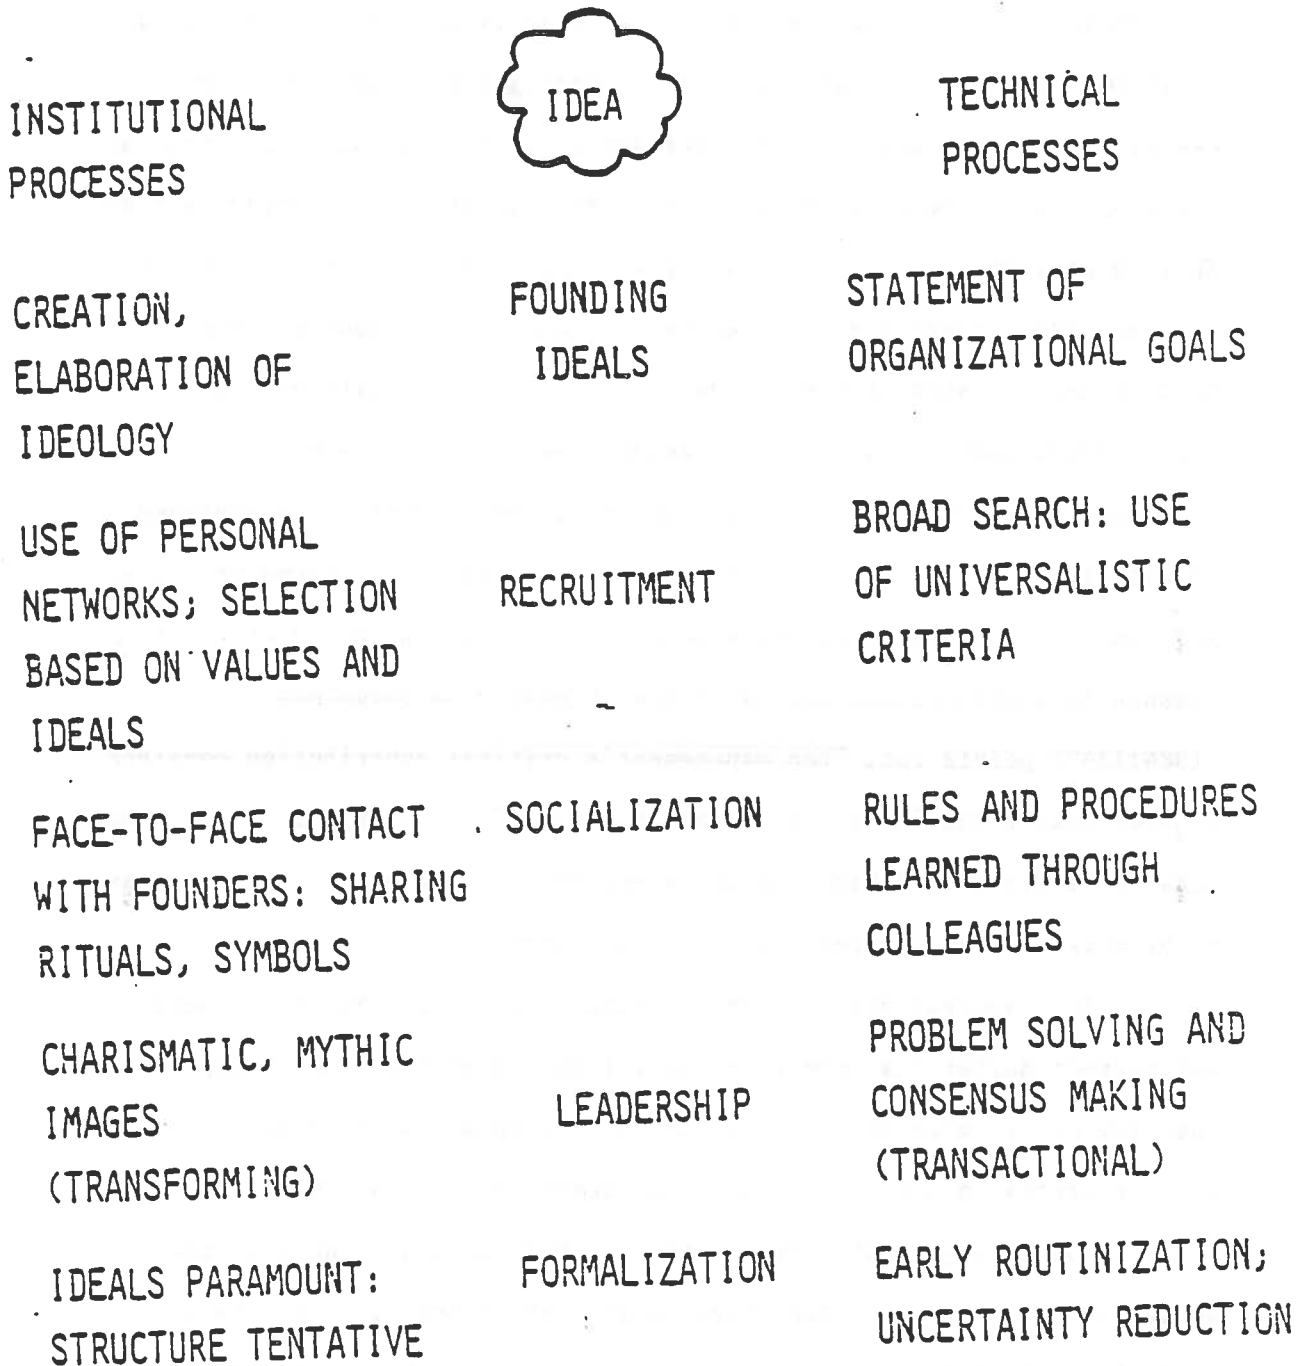 INSTITUTIONAL
PROCESSES
IDEA
TECHNICAL
PROCESSES
CREATION,
ELABORATION OF
IDEOLOGY
FOUNDING
IDEALS
STATEMENT OF
ORGANIZATIONAL GOALS
USE OF PERSONAL
NETWORKS; SELECTION
BASED ON VALUES AND
IDEALS
RECRUITMENT
BROAD SEARCH: USE
OF UNIVERSALISTIC
CRITERIA
FACE-TO-FACE CONTACT
WITH FOUNDERS: SHARING
RITUALS, SYMBOLS
SOCIALIZATION
RULES AND PROCEDURES
LEARNED THROUGH
COLLEAGUES
CHARISMATIC, MYTHIC
IMAGES
(TRANSFORMING)
LEADERSHIP
PROBLEM SOLVING AND
CONSENSUS MAKING
(TRANSACTIONAL)
IDEALS PARAMOUNT:
STRUCTURE TENTATIVE
FORMALIZATION
EARLY ROUTINIZATION;
UNCERTAINTY REDUCTION